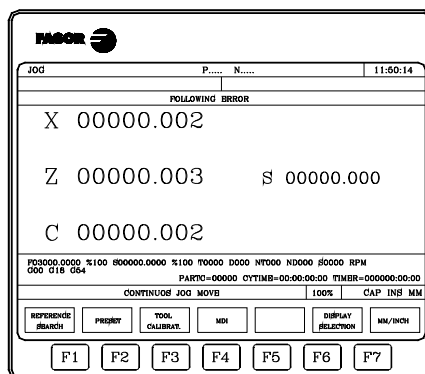 FAGOR
JOG P..... N..... 11:50:14
FOLLOWING ERROR
X 00000.002
Z 00000.003 S 00000.000
C 00000.002
F03000.0000 %100 S00000.0000 %100 T0000 D000 NT000 ND000 S0000 RPM
G00 G18 G54
PARTC=00000 CYTIME=00:00:00:00 TIMER=000000:00:00
CONTINUOS JOG MOVE 100% CAP INS MM
REFERENCE SEARCH PRESET TOOL CALIBRAT. MDI DISPLAY SELECTION MM/INCH
F1 F2 F3 F4 F5 F6 F7